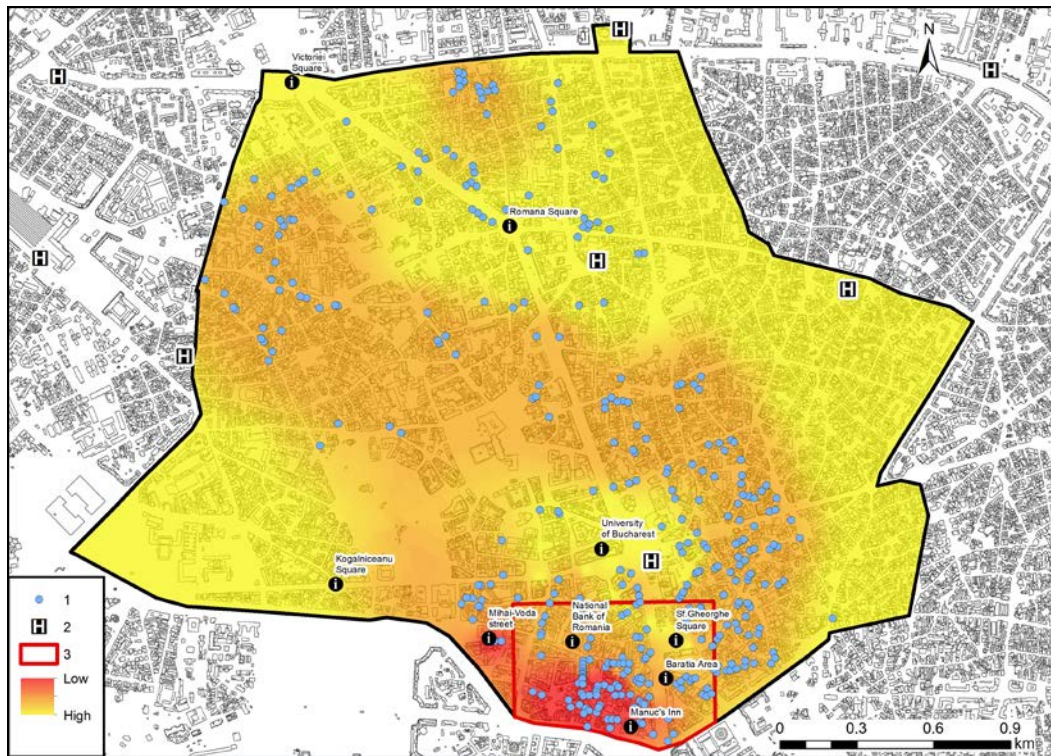 H
N
Victoriei
Square
i
H
H
Romana Square
i
H
H
H
H
University
of Bucharest
i
H
Kogalniceanu
Square
i
Mihai-Voda
street
i
National
Bank of
Romania
i
Sf.Gheorghe
Square
i
Baratia Area
i
Manuc's Inn
i
1
H 2
3
Low
High
0 0.3 0.6 0.9
km